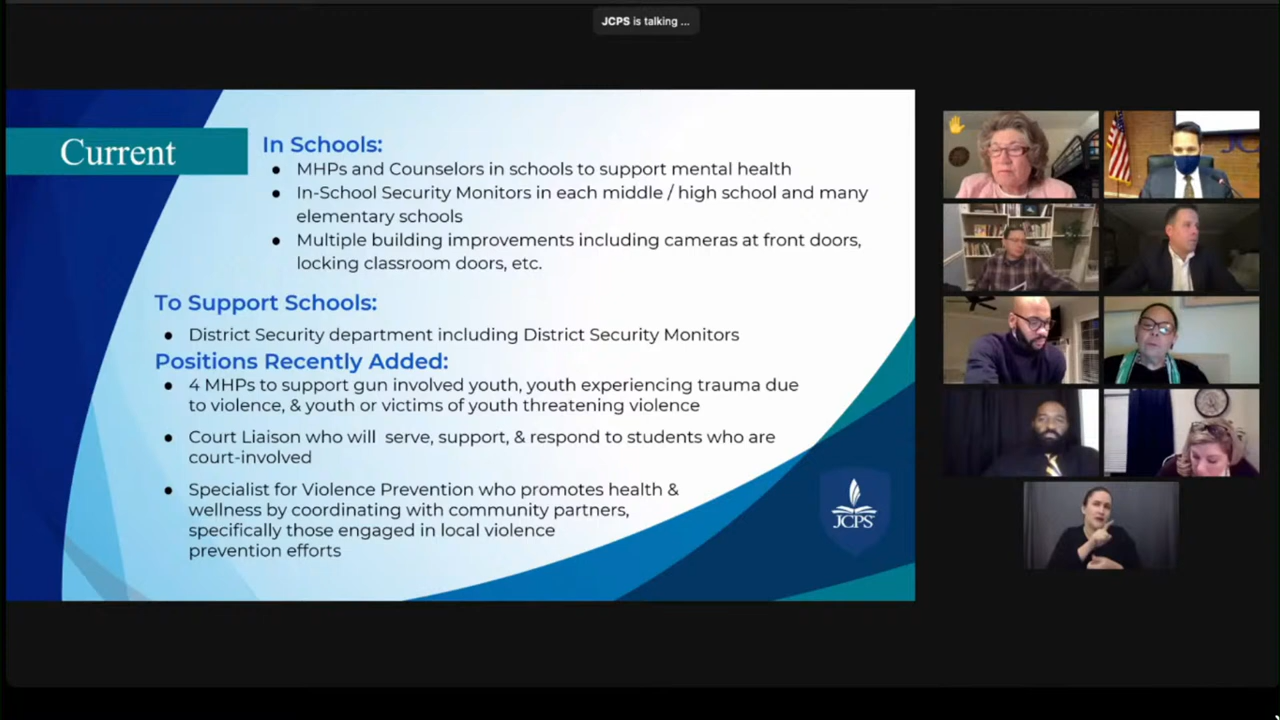 JCPS is talking ...
Current
In Schools:
● MHPs and Counselors in schools to support mental health
● In-School Security Monitors in each middle / high school and many
elementary schools
● Multiple building improvements including cameras at front doors,
locking classroom doors, etc.
To Support Schools:
● District Security department including District Security Monitors
Positions Recently Added:
● 4 MHPs to support gun involved youth, youth experiencing trauma due
to violence, & youth or victims of youth threatening violence
● Court Liaison who will serve, support, & respond to students who are
court-involved
● Specialist for Violence Prevention who promotes health &
wellness by coordinating with community partners,
specifically those engaged in local violence
prevention efforts
JCPS